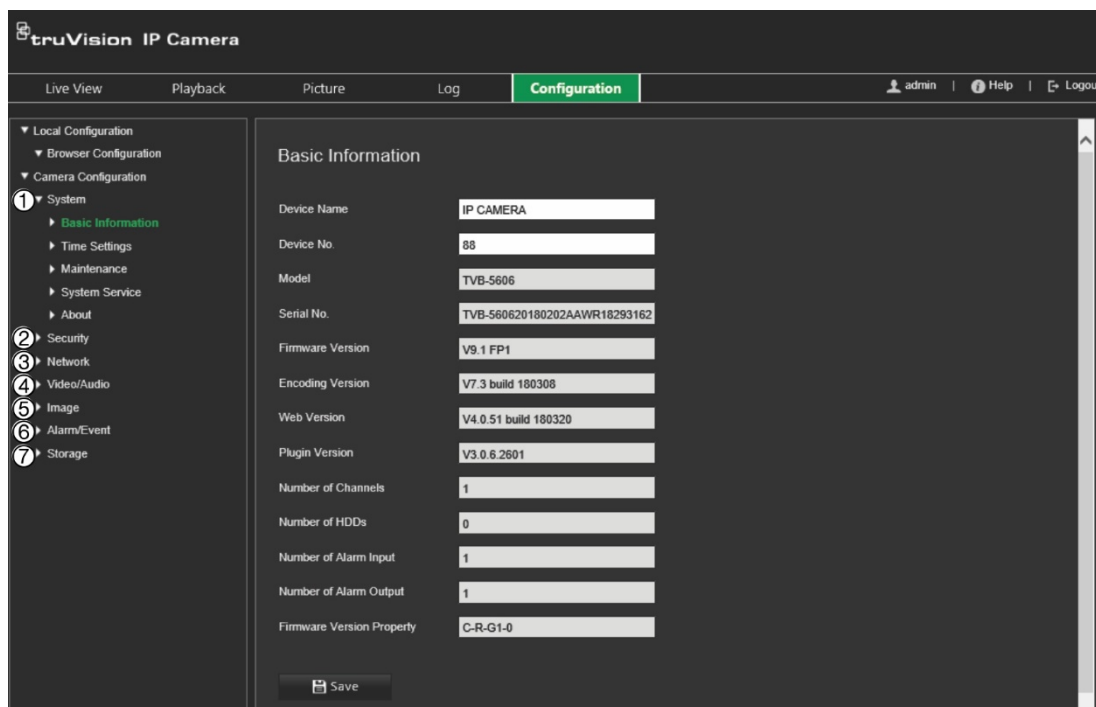 truVision IP Camera
Live View Playback Picture Log Configuration admin | Help | Logou
Local Configuration
Browser Configuration
Camera Configuration
1 System
Basic Information
Time Settings
Maintenance
System Service
About
2 Security
3 Network
4 Video/Audio
5 Image
6 Alarm/Event
7 Storage
Basic Information
Device Name IP CAMERA
Device No. 88
Model TVB-5606
Serial No. TVB-560620180202AAWR18293162
Firmware Version V9.1 FP1
Encoding Version V7.3 build 180308
Web Version V4.0.51 build 180320
Plugin Version V3.0.6.2601
Number of Channels 1
Number of HDDs 0
Number of Alarm Input 1
Number of Alarm Output 1
Firmware Version Property C-R-G1-0
Save